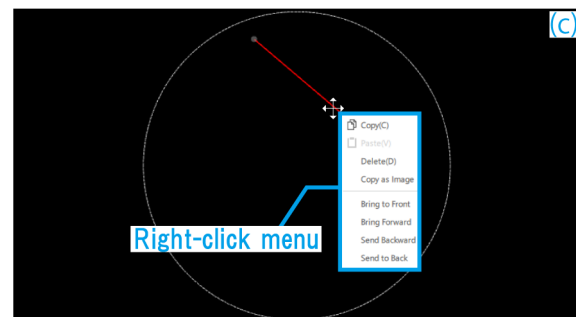 (c)
Copy(C)
Paste(V)
Delete(D)
Copy as Image
Bring to Front
Bring Forward
Send Backward
Send to Back
Right-click menu